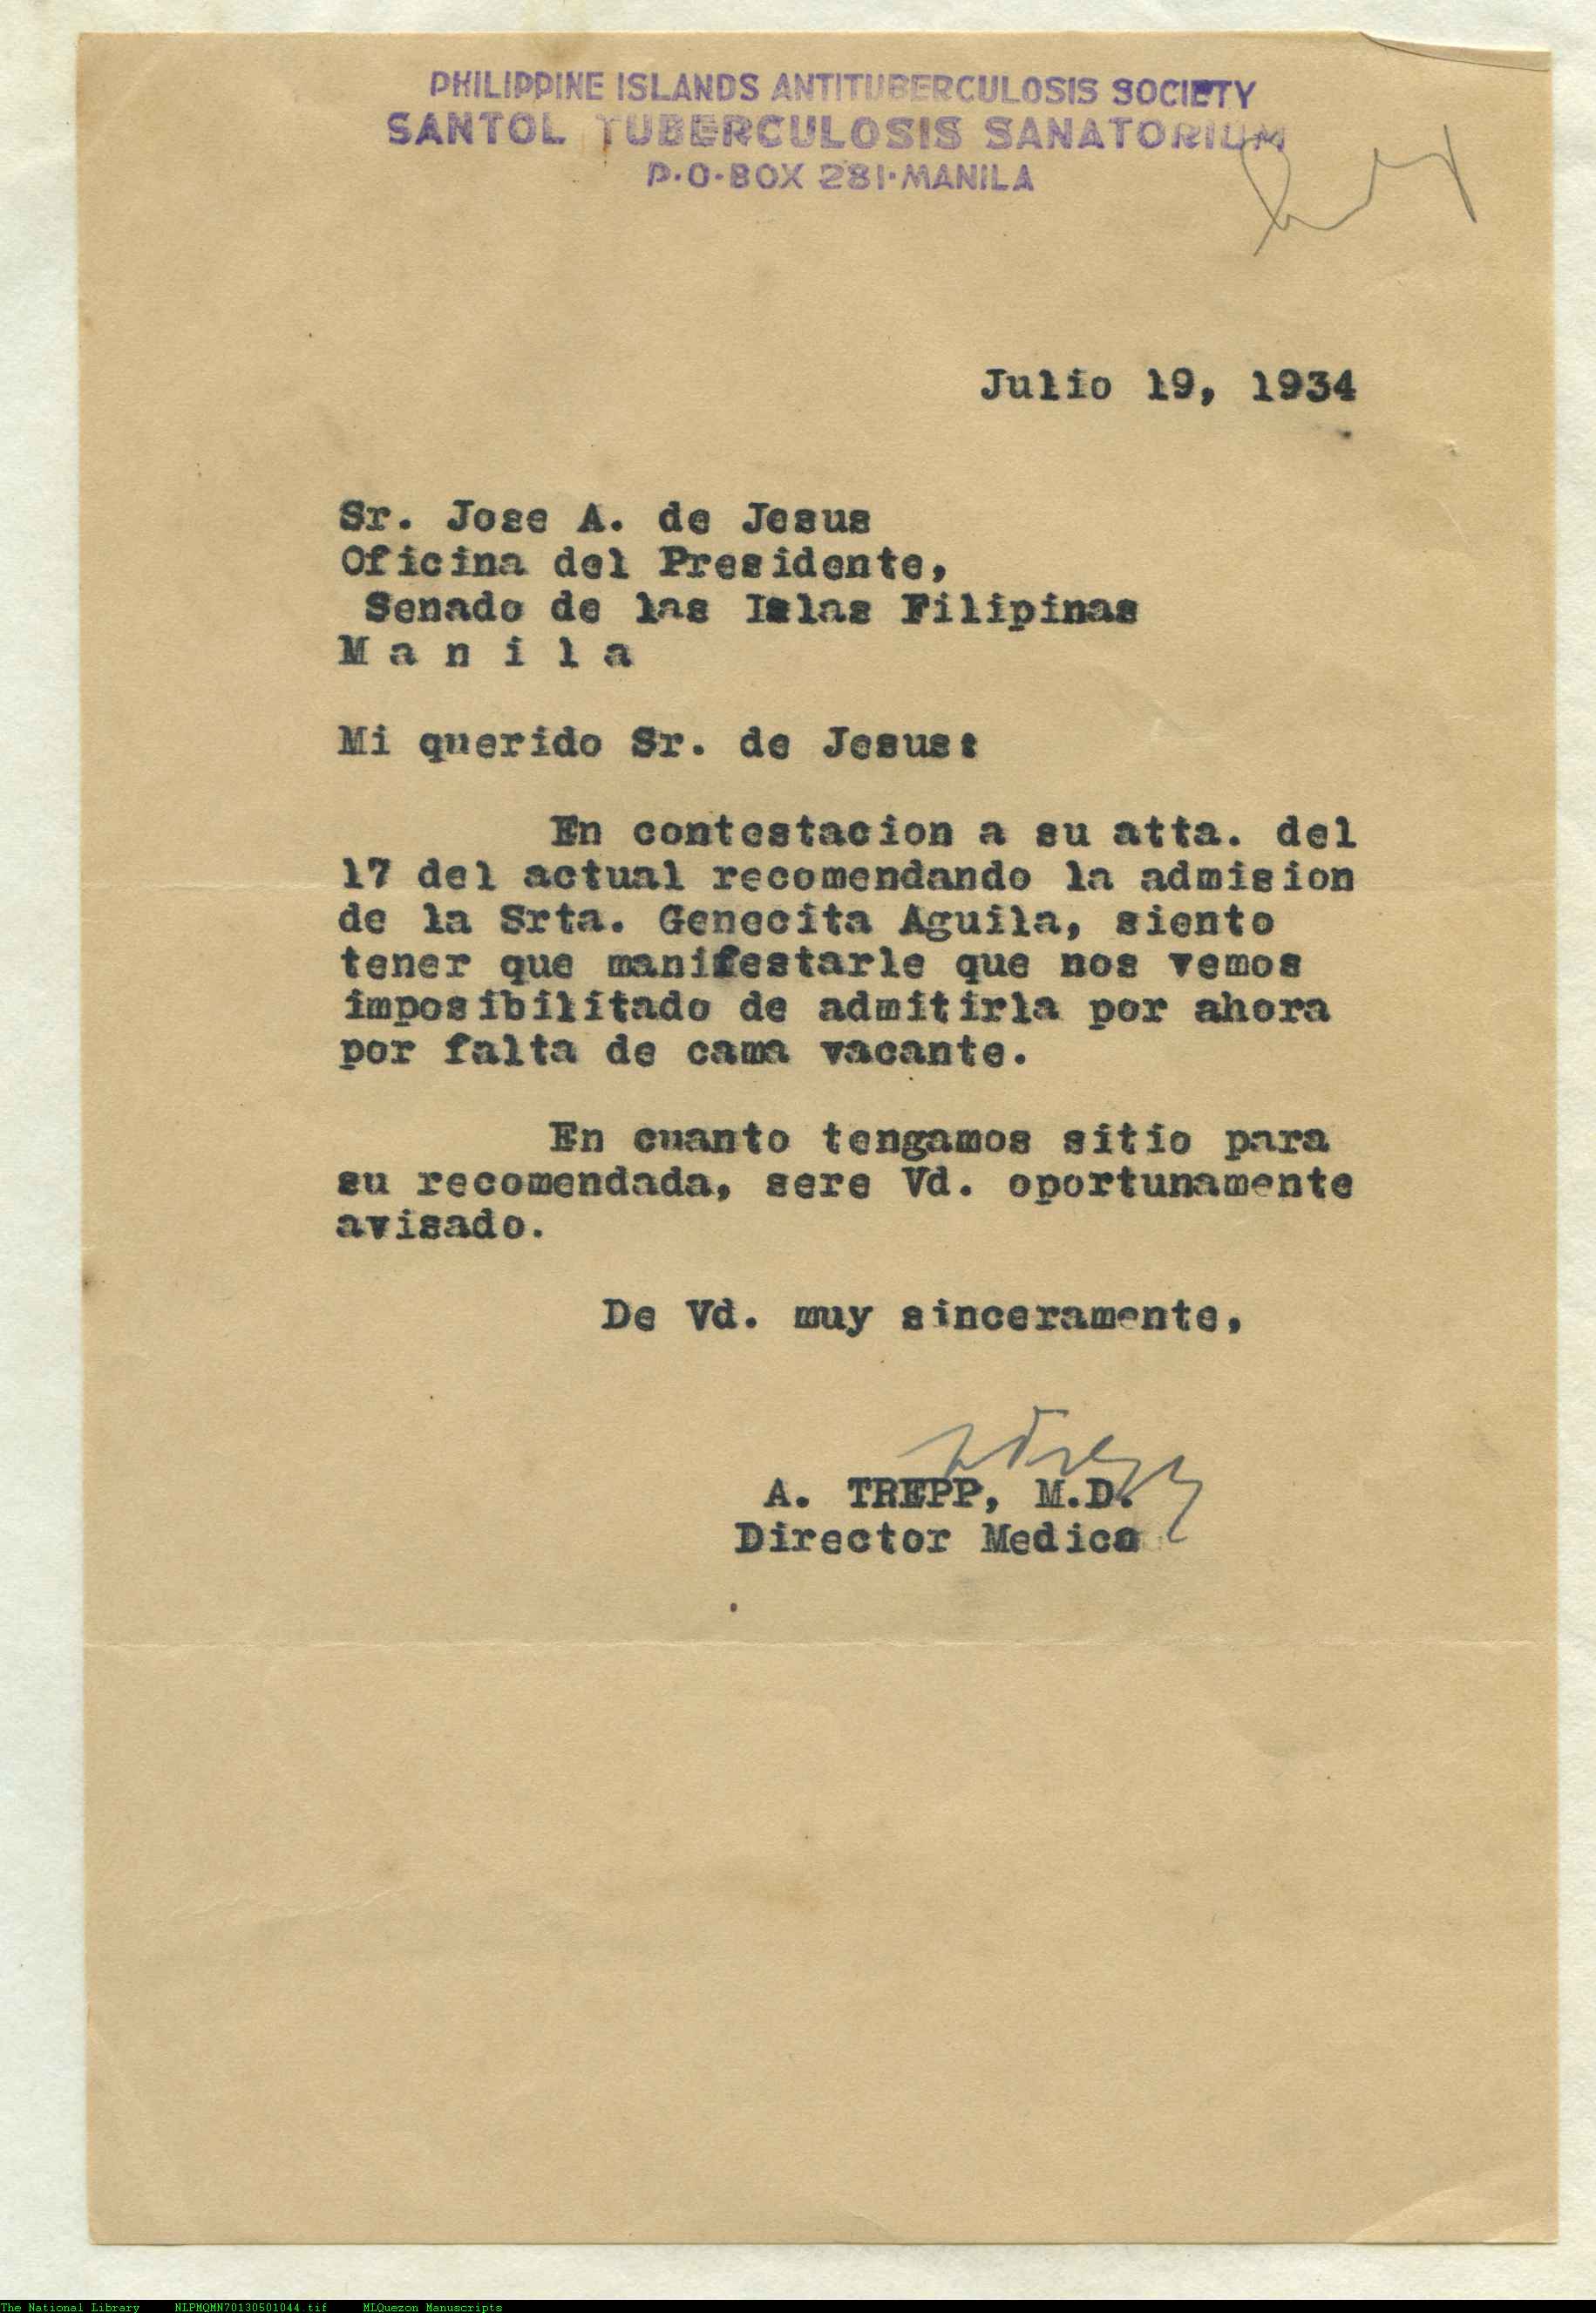 PHILIPPINE ISLANDS ANTITUBERCULOSIS SOCIETY
SANTOL TUBERCULOSIS SANATORIUM
P.O.BOX 281.MANILA
Julio 19, 1934
Sr. Jose A. de Jesus
Oficina del Presidente,
Senado de las Islas Filipinas
M a n i l a
Mi querido Sr. de Jesus:
En contestacion a su atta. del
17 del actual recomendando la admision
de la Srta. Genecita Aguila, siento
tener que manifestarle que nos vemos
imposibilitado de admitirla por ahora
por falta de cama vacante.
En cuanto tengamos sitio para
su recomendada, sere Vd. oportunamente
avisado.
De Vd. muy sinceramente,
A. TREPP, M.D.
Director Medico
The National Library NLPMQMN70130501044.tif MLQuezon Manuscripts